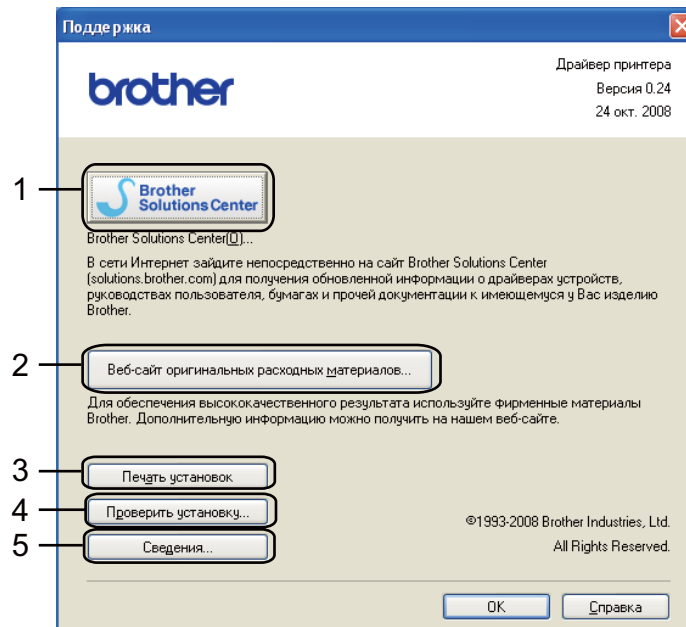 Поддержка
brother
Драйвер принтера
Версия 0.24
24 окт. 2008
1
Brother
Solutions Center
Brother Solutions Center(O)...
В сети Интернет зайдите непосредственно на сайт Brother Solutions Center
(solutions.brother.com) для получения обновленной информации о драйверах устройств,
руководствах пользователя, бумагах и прочей документации к имеющемуся у Вас изделию
Brother.
2
Веб-сайт оригинальных расходных материалов...
Для обеспечения высококачественного результата используйте фирменные материалы
Brother. Дополнительную информацию можно получить на нашем веб-сайте.
3
Печать установок
4
Проверить установку...
5
Сведения...
©1993-2008 Brother Industries, Ltd.
All Rights Reserved.
OK
Справка